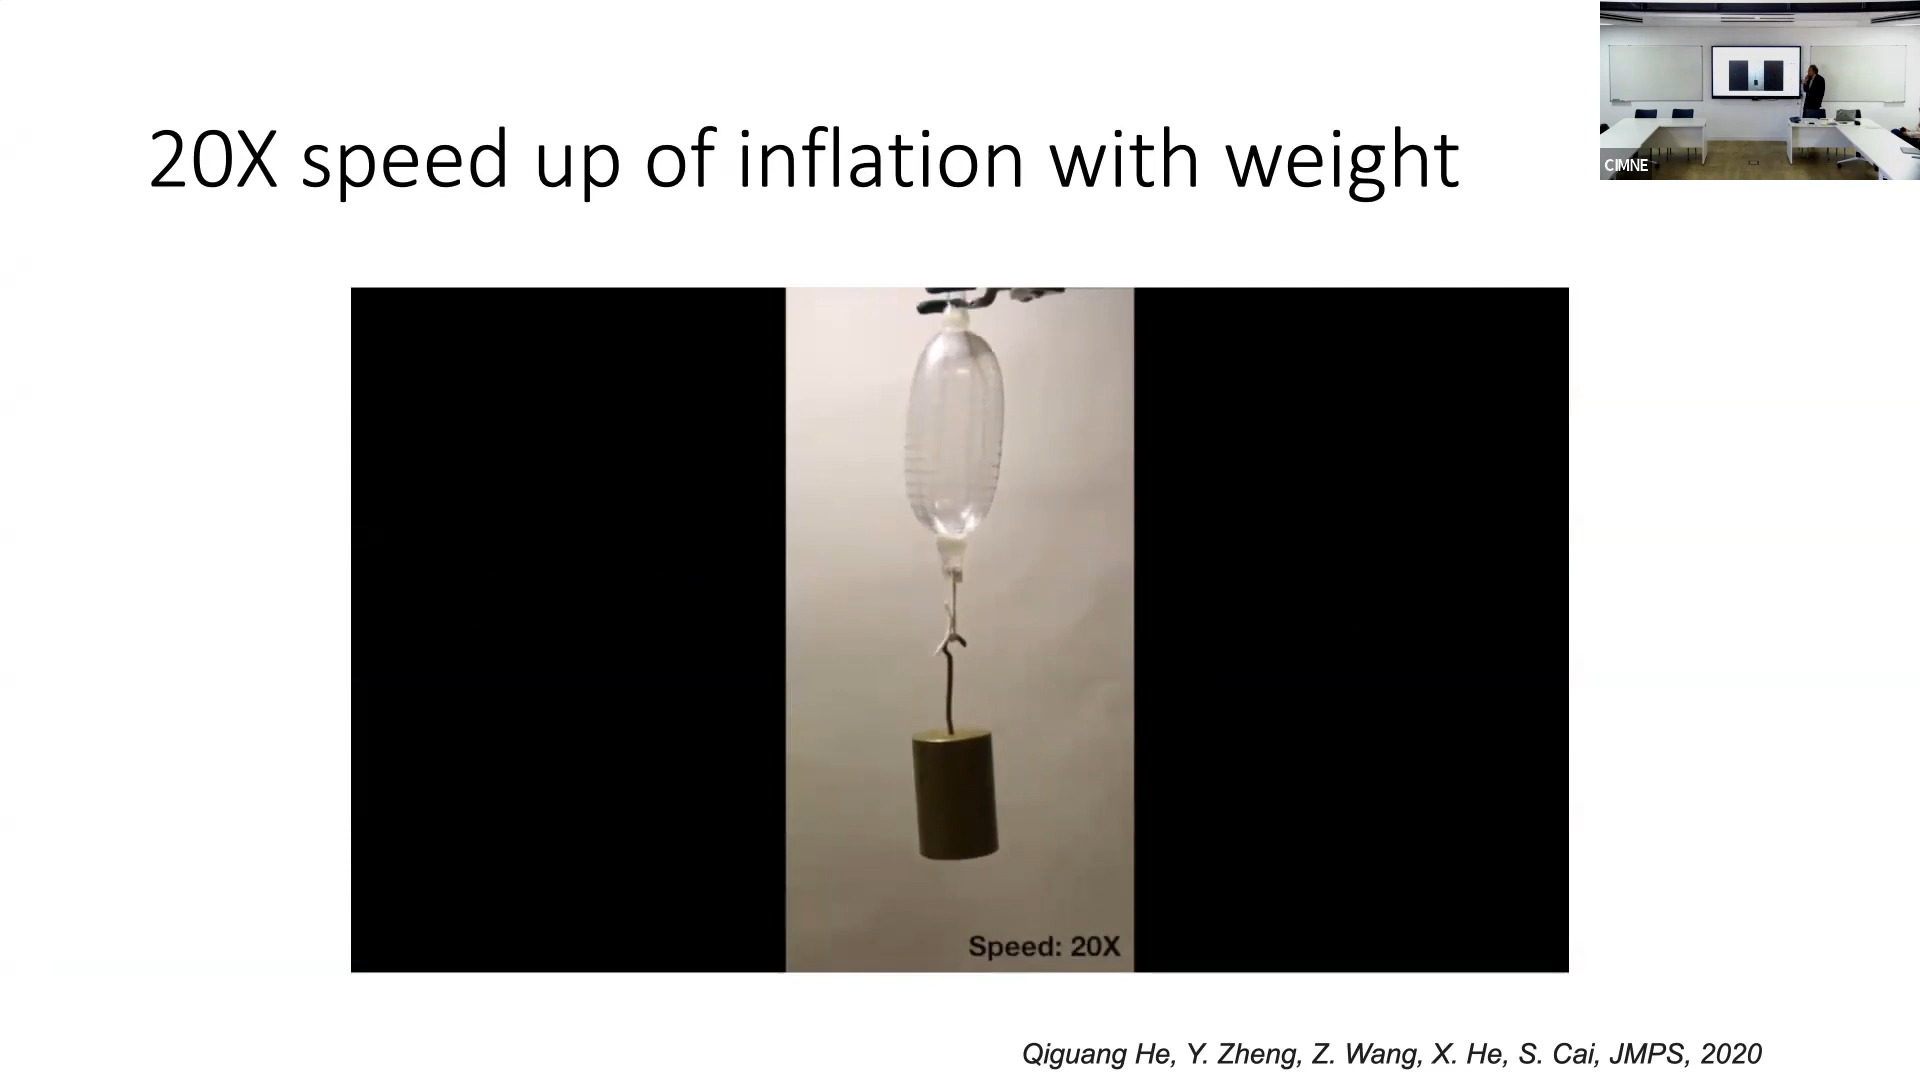 20X speed up of inflation with weight
CIMNE
Speed: 20X
Qiguang He, Y. Zheng, Z. Wang, X. He, S. Cai, JMPS, 2020